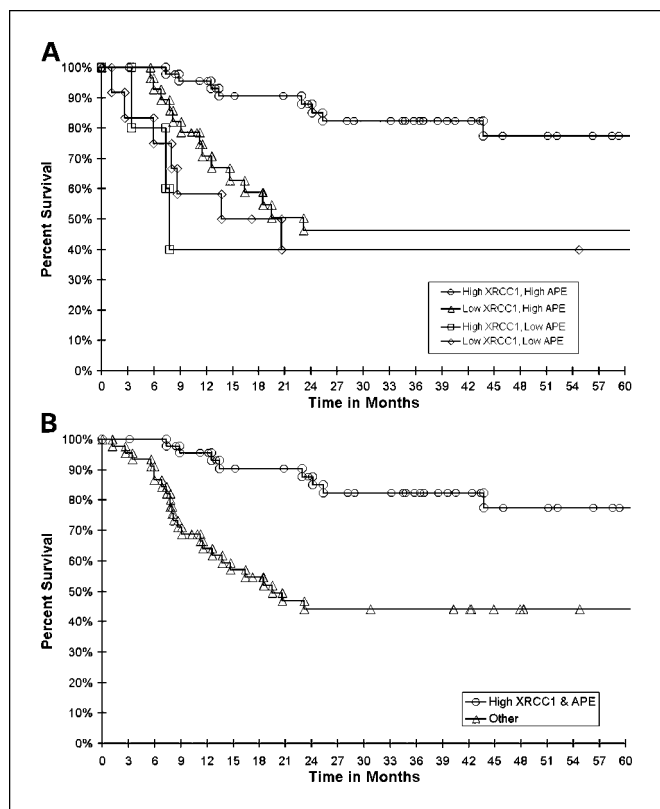 A
100%
90%
80%
70%
60%
50%
40%
30%
20%
10%
0%
Percent Survival
High XRCC1, High APE
Low XRCC1, High APE
High XRCC1, Low APE
Low XRCC1, Low APE
0 3 6 9 12 15 18 21 24 27 30 33 36 39 42 45 48 51 54 57 60
Time in Months
B
100%
90%
80%
70%
60%
50%
40%
30%
20%
10%
0%
Percent Survival
High XRCC1 & APE
Other
0 3 6 9 12 15 18 21 24 27 30 33 36 39 42 45 48 51 54 57 60
Time in Months